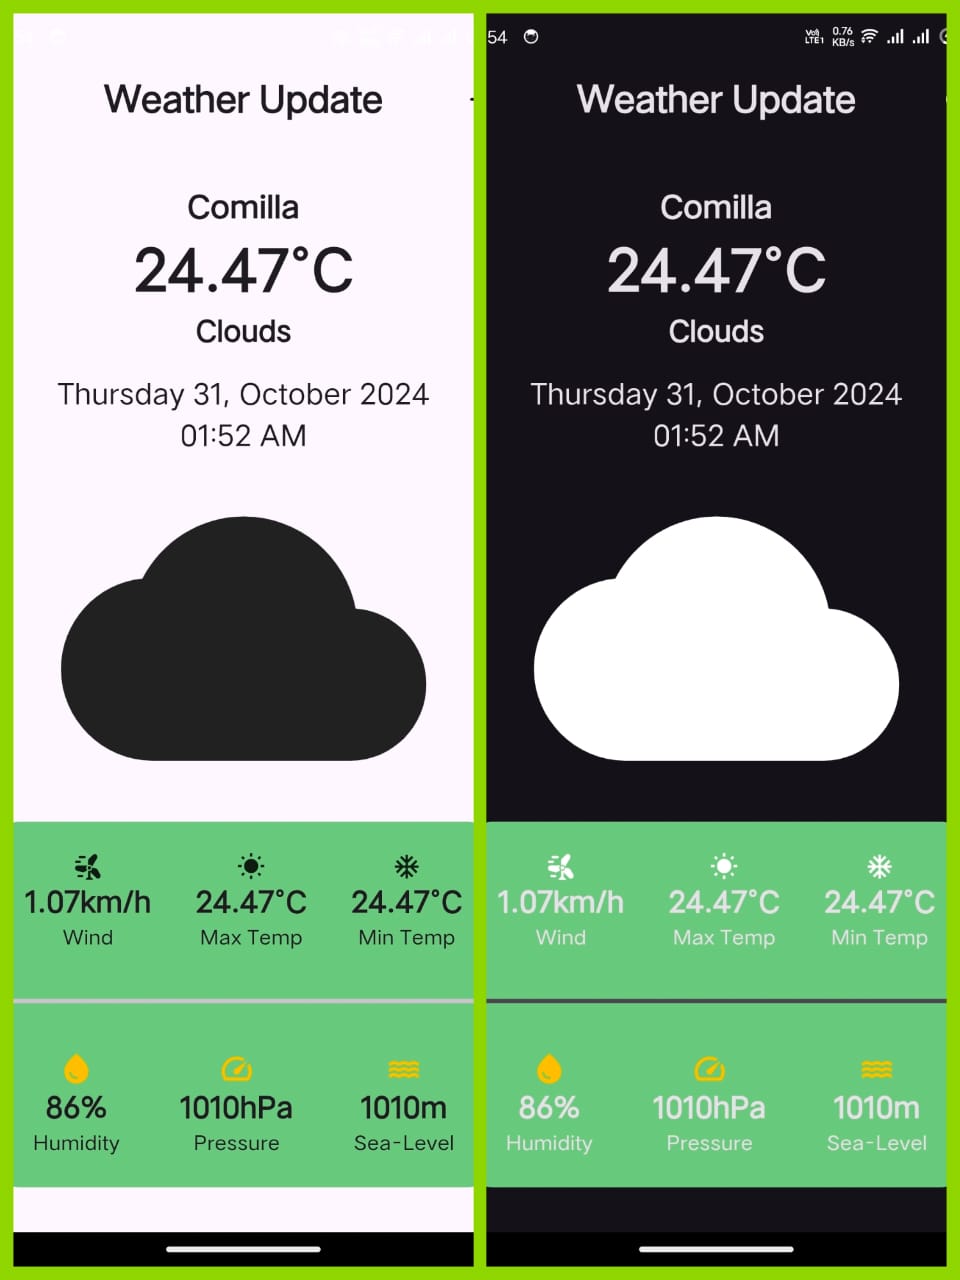 Weather Update
Comilla
24.47°C
Clouds
Thursday 31, October 2024
01:52 AM
1.07km/h 24.47°C 24.47°C
Wind Max Temp Min Temp
86% 1010hPa 1010m
Humidity Pressure Sea-Level
54 Vo) LTE1 0.76 KB/s
Weather Update
Comilla
24.47°C
Clouds
Thursday 31, October 2024
01:52 AM
1.07km/h 24.47°C 24.47°C
Wind Max Temp Min Temp
86% 1010hPa 1010m
Humidity Pressure Sea-Level